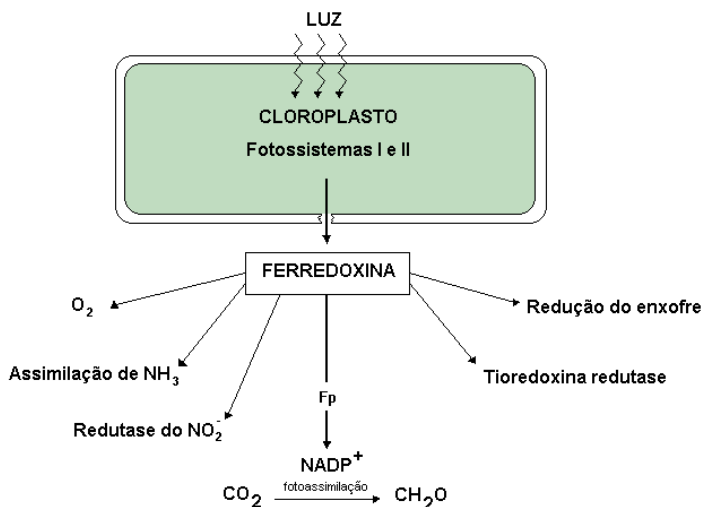 LUZ
CLOROPLASTO
Fotossistemas I e II
FERREDOXINA
O₂
Redução do enxofre
Assimilação de NH₃
Tioredoxina redutase
Redutase do NO₂⁻
Fp
NADP⁺
CO₂ fotoassimilação CH₂O